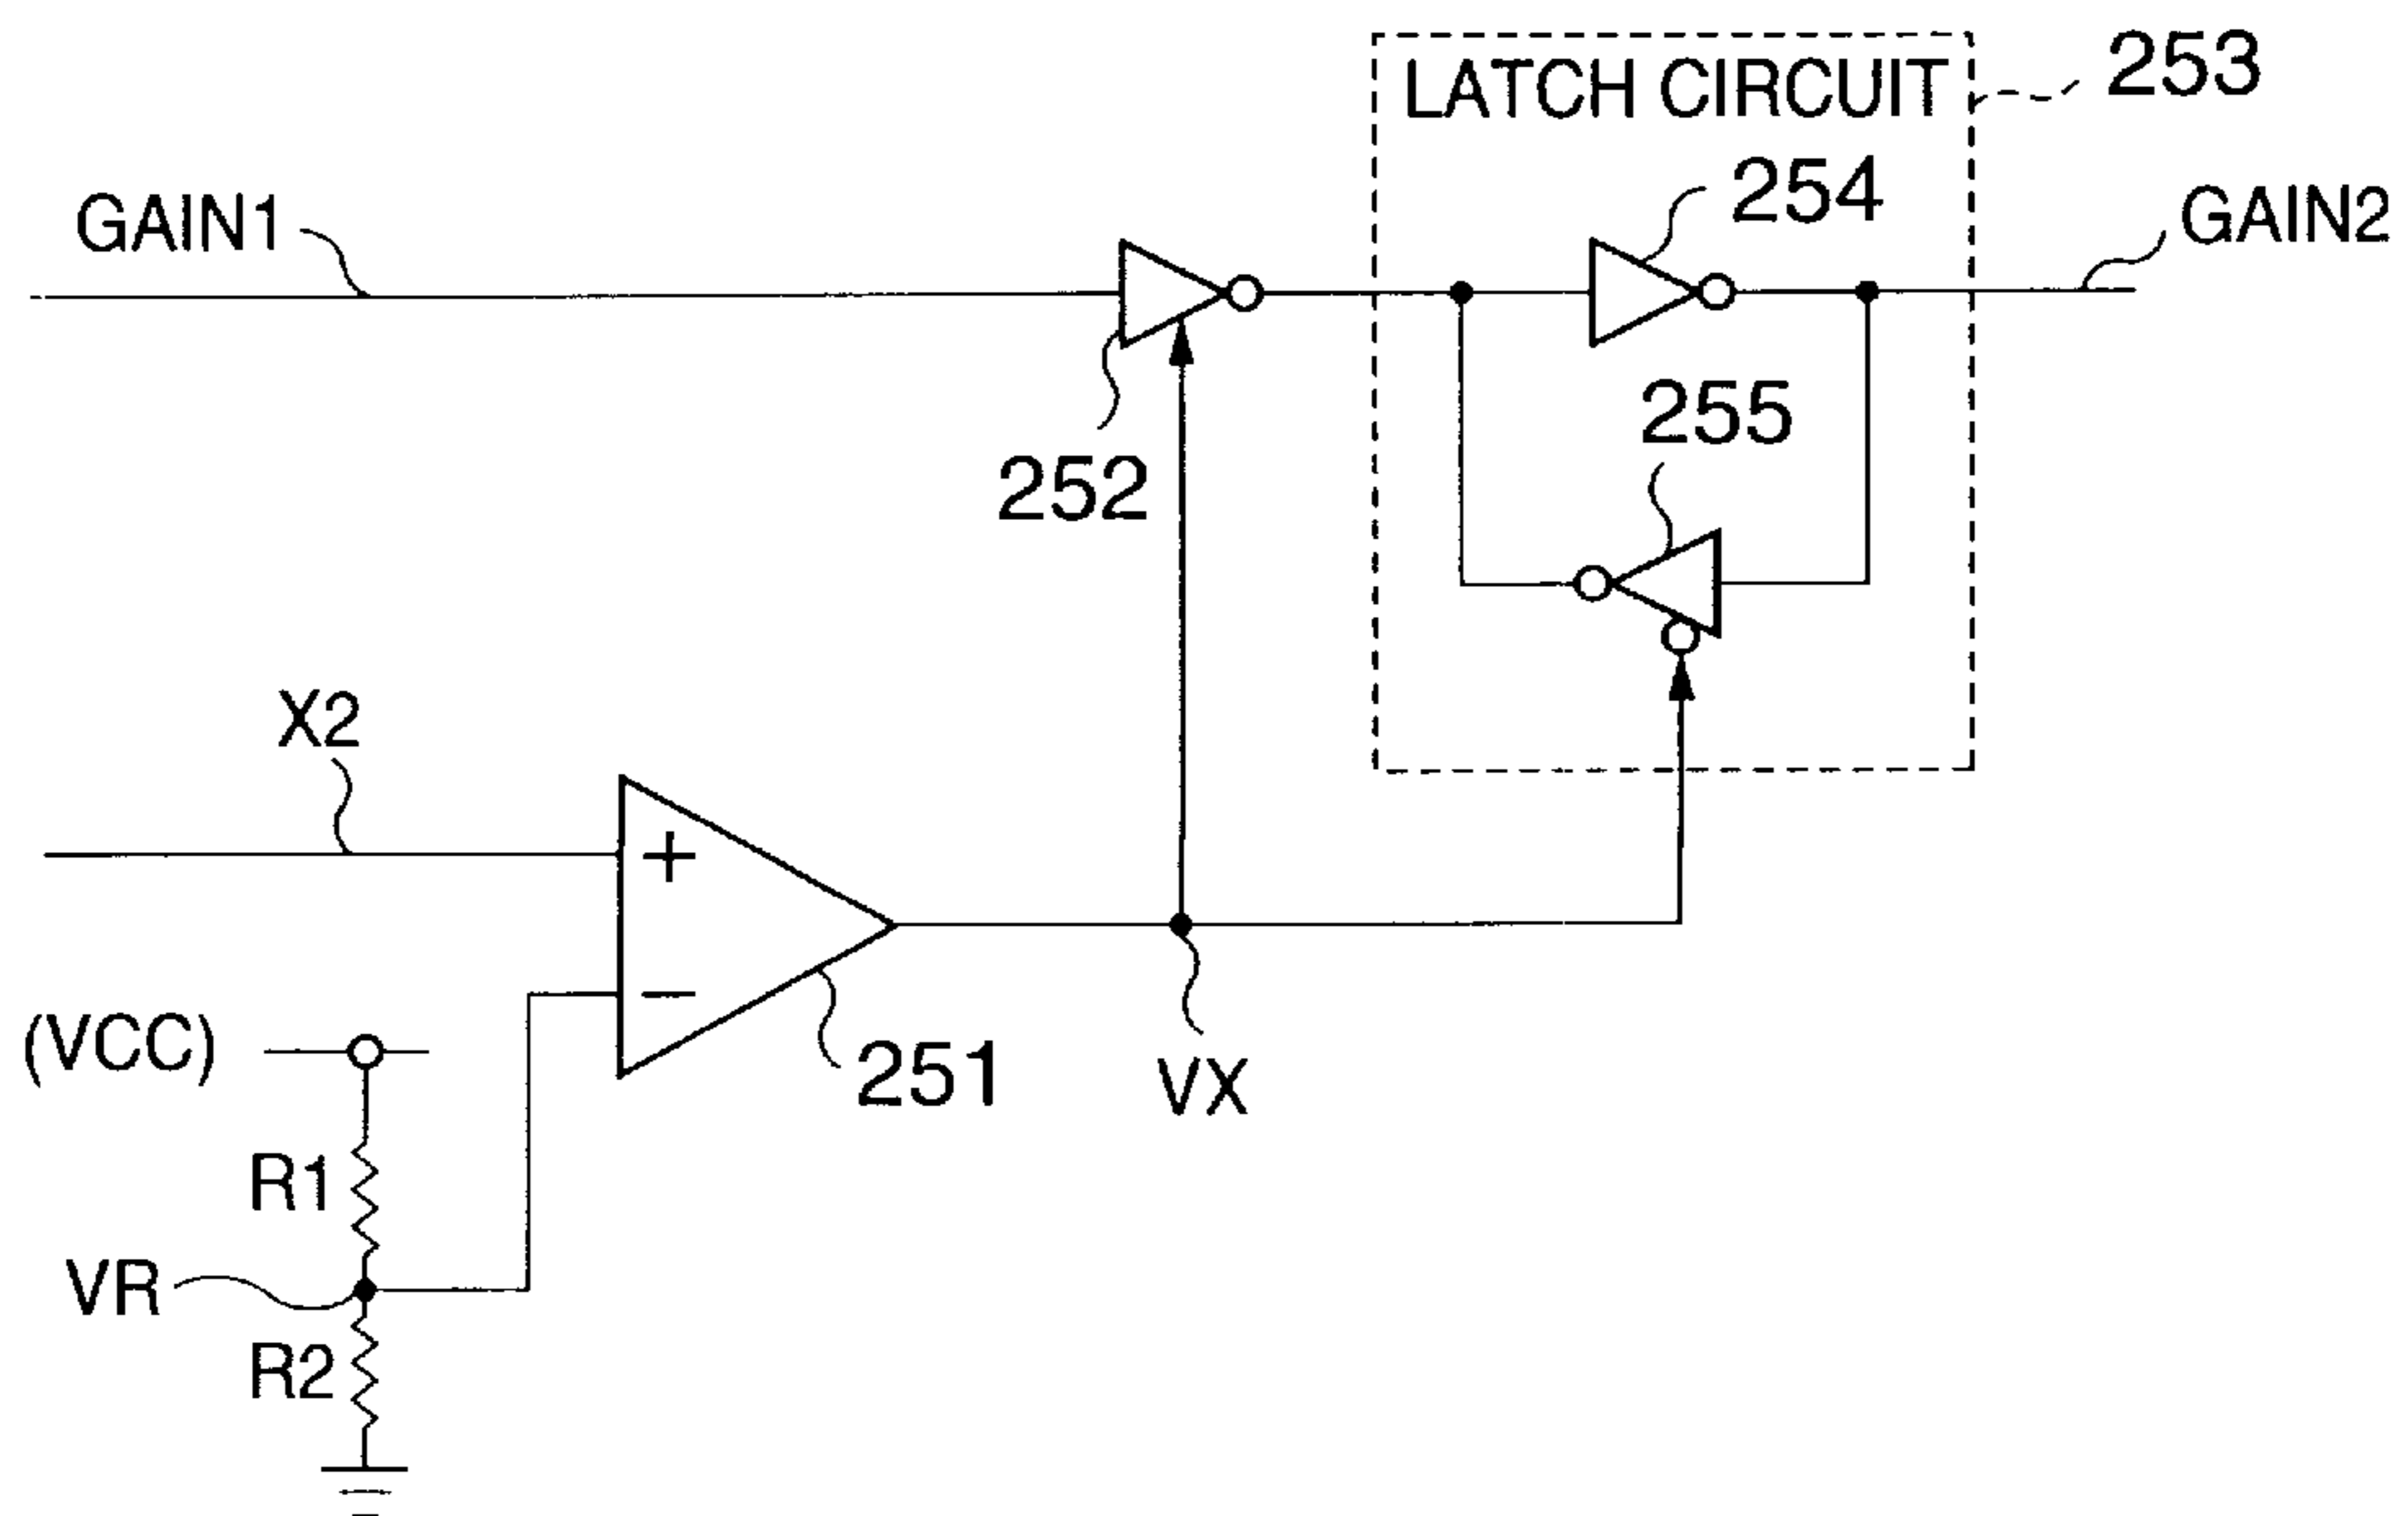 LATCH CIRCUIT
253
254
GAIN1
GAIN2
255
252
X2
+
−
(VCC)
251
VX
R1
VR
R2